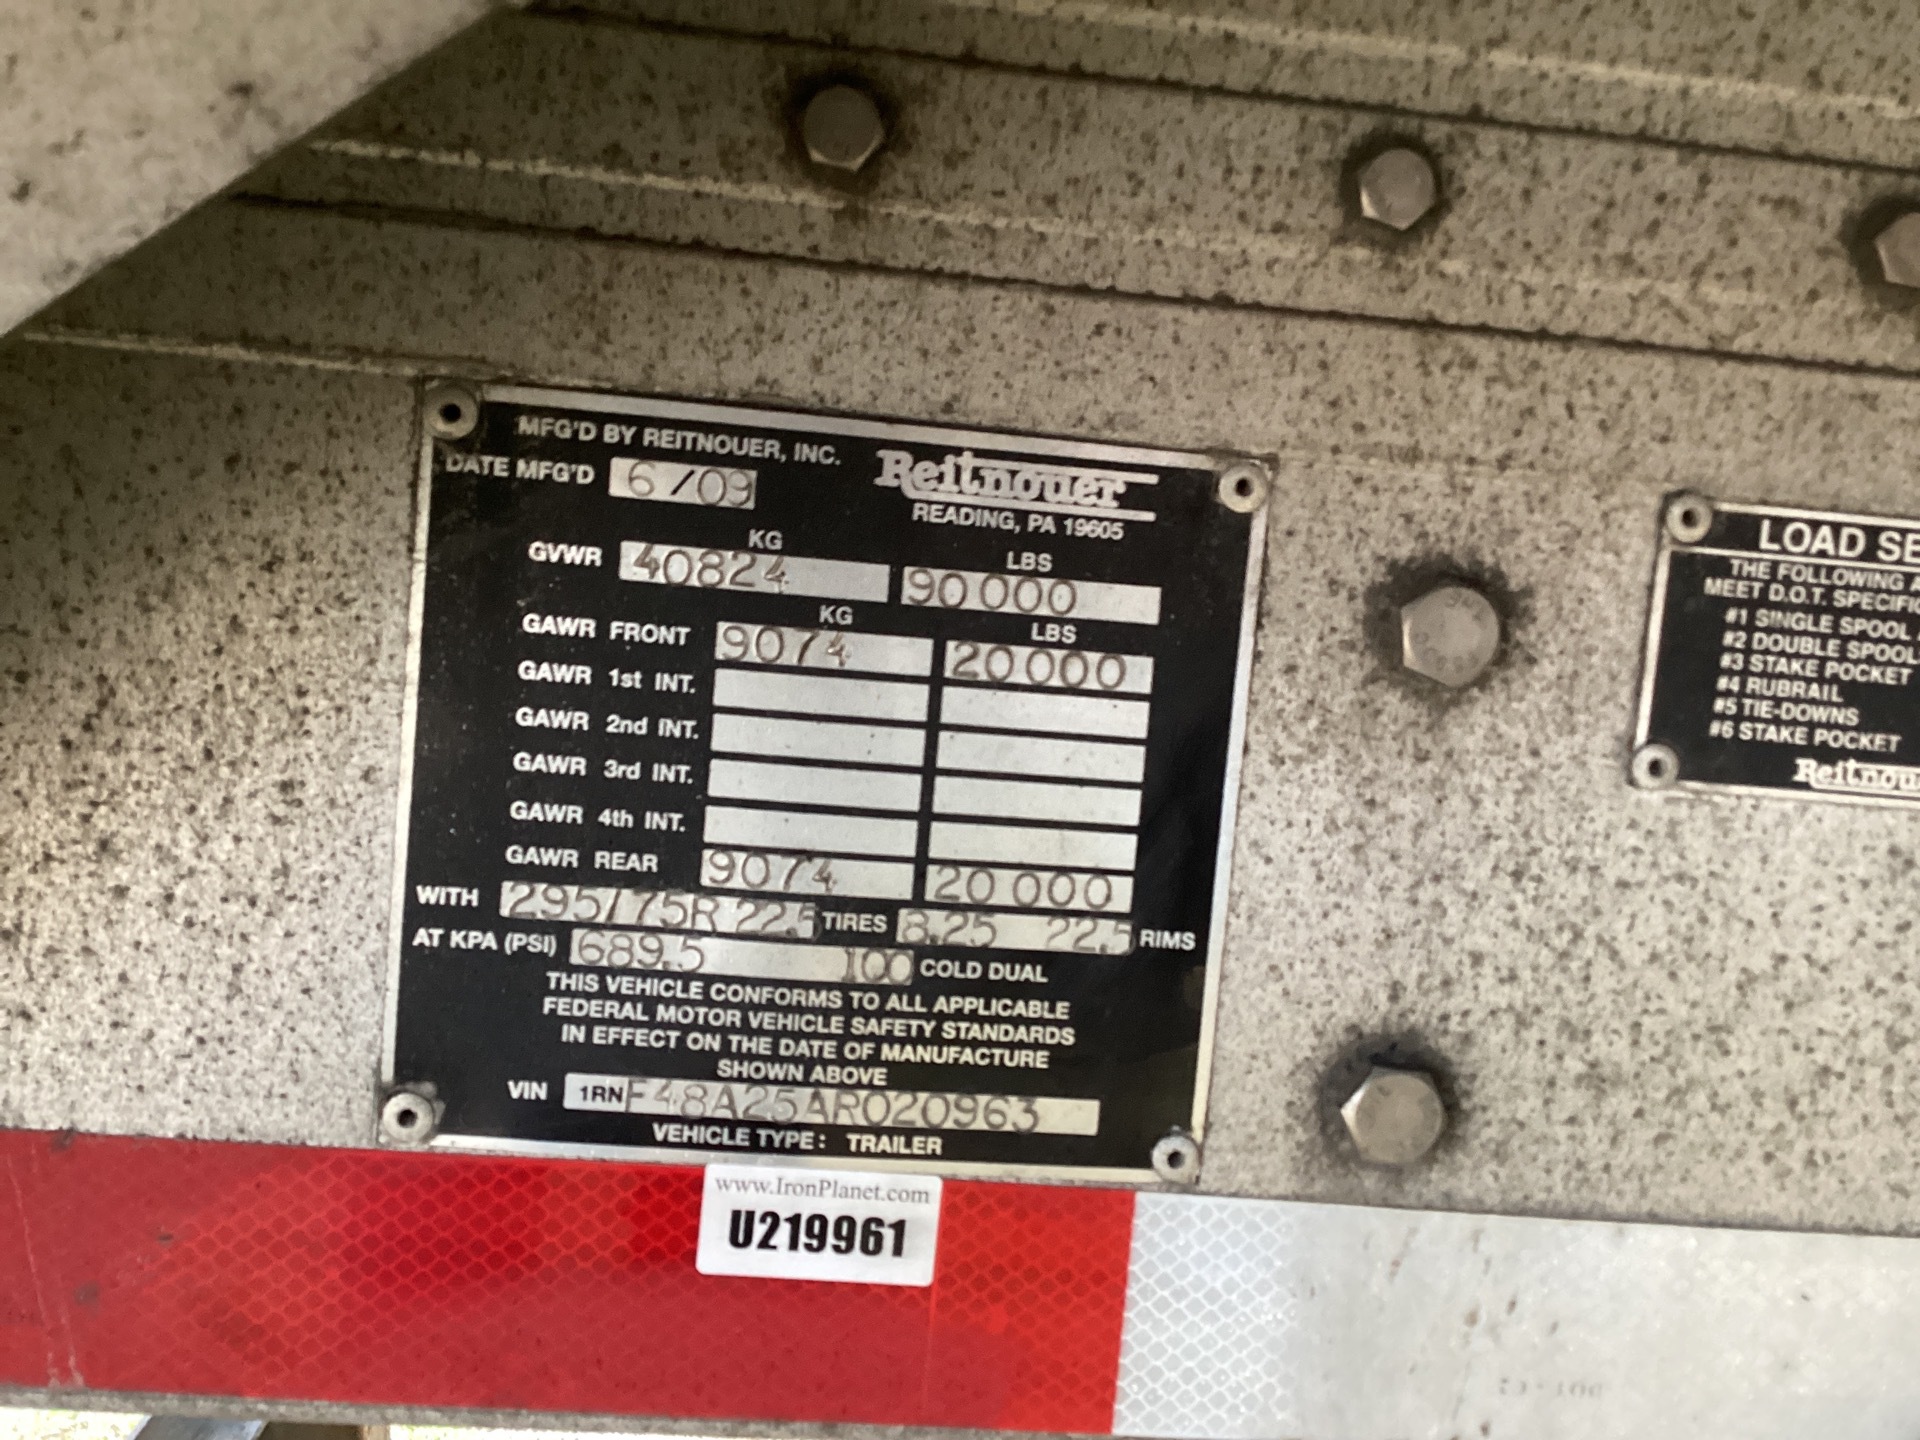 MFG'D BY REITNOUER, INC.
Reitnouer
DATE MFG'D 6/09
READING, PA 19605
KG LBS
GVWR 40824 90000
KG LBS
GAWR FRONT 9074 20000
GAWR 1st INT.
GAWR 2nd INT.
GAWR 3rd INT.
GAWR 4th INT.
GAWR REAR 9074 20000
WITH 295/75R 22.5 TIRES 8.25 22.5 RIMS
AT KPA (PSI) 689.5 100 COLD DUAL
THIS VEHICLE CONFORMS TO ALL APPLICABLE
FEDERAL MOTOR VEHICLE SAFETY STANDARDS
IN EFFECT ON THE DATE OF MANUFACTURE
SHOWN ABOVE
VIN 1RNF48A25AR020963
VEHICLE TYPE: TRAILER
www.IronPlanet.com
U219961
LOAD SE
THE FOLLOWING A
MEET D.O.T. SPECIFIC
#1 SINGLE SPOOL
#2 DOUBLE SPOOL
#3 STAKE POCKET
#4 RUBRAIL
#5 TIE-DOWNS
#6 STAKE POCKET
Reitnou